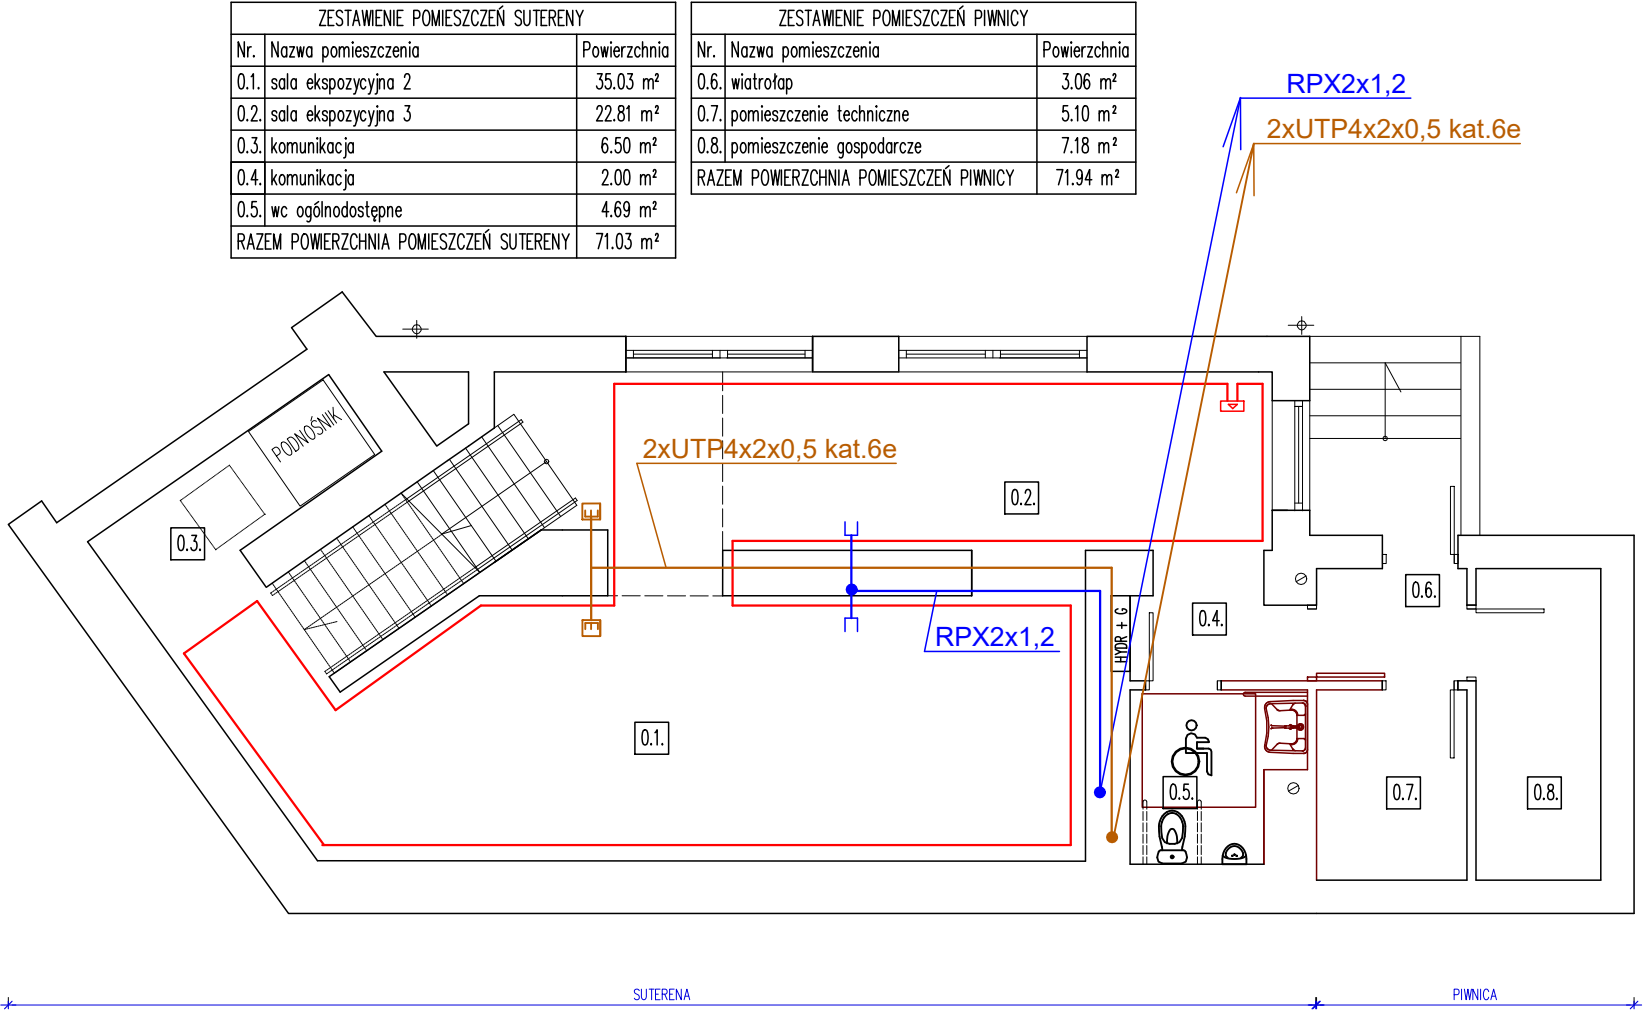 ZESTAWIENIE POMIESZCZEŃ SUTERENY
Nr. Nazwa pomieszczenia Powierzchnia
0.1. sala ekspozycyjna 2 35.03 m²
0.2. sala ekspozycyjna 3 22.81 m²
0.3. komunikacja 6.50 m²
0.4. komunikacja 2.00 m²
0.5. wc ogólnodostępne 4.69 m²
RAZEM POWIERZCHNIA POMIESZCZEŃ SUTERENY 71.03 m²
ZESTAWIENIE POMIESZCZEŃ PIWNICY
Nr. Nazwa pomieszczenia Powierzchnia
0.6. wiatrołap 3.06 m²
0.7. pomieszczenie techniczne 5.10 m²
0.8. pomieszczenie gospodarcze 7.18 m²
RAZEM POWIERZCHNIA POMIESZCZEŃ PIWNICY 71.94 m²
RPX2x1,2
2xUTP4x2x0,5 kat.6e
PODNOŚNIK
2xUTP4x2x0,5 kat.6e
0.2.
0.3.
0.6.
0.4.
HYDR + G
RPX2x1,2
0.1.
0.5.
0.7.
0.8.
SUTERENA
PIWNICA